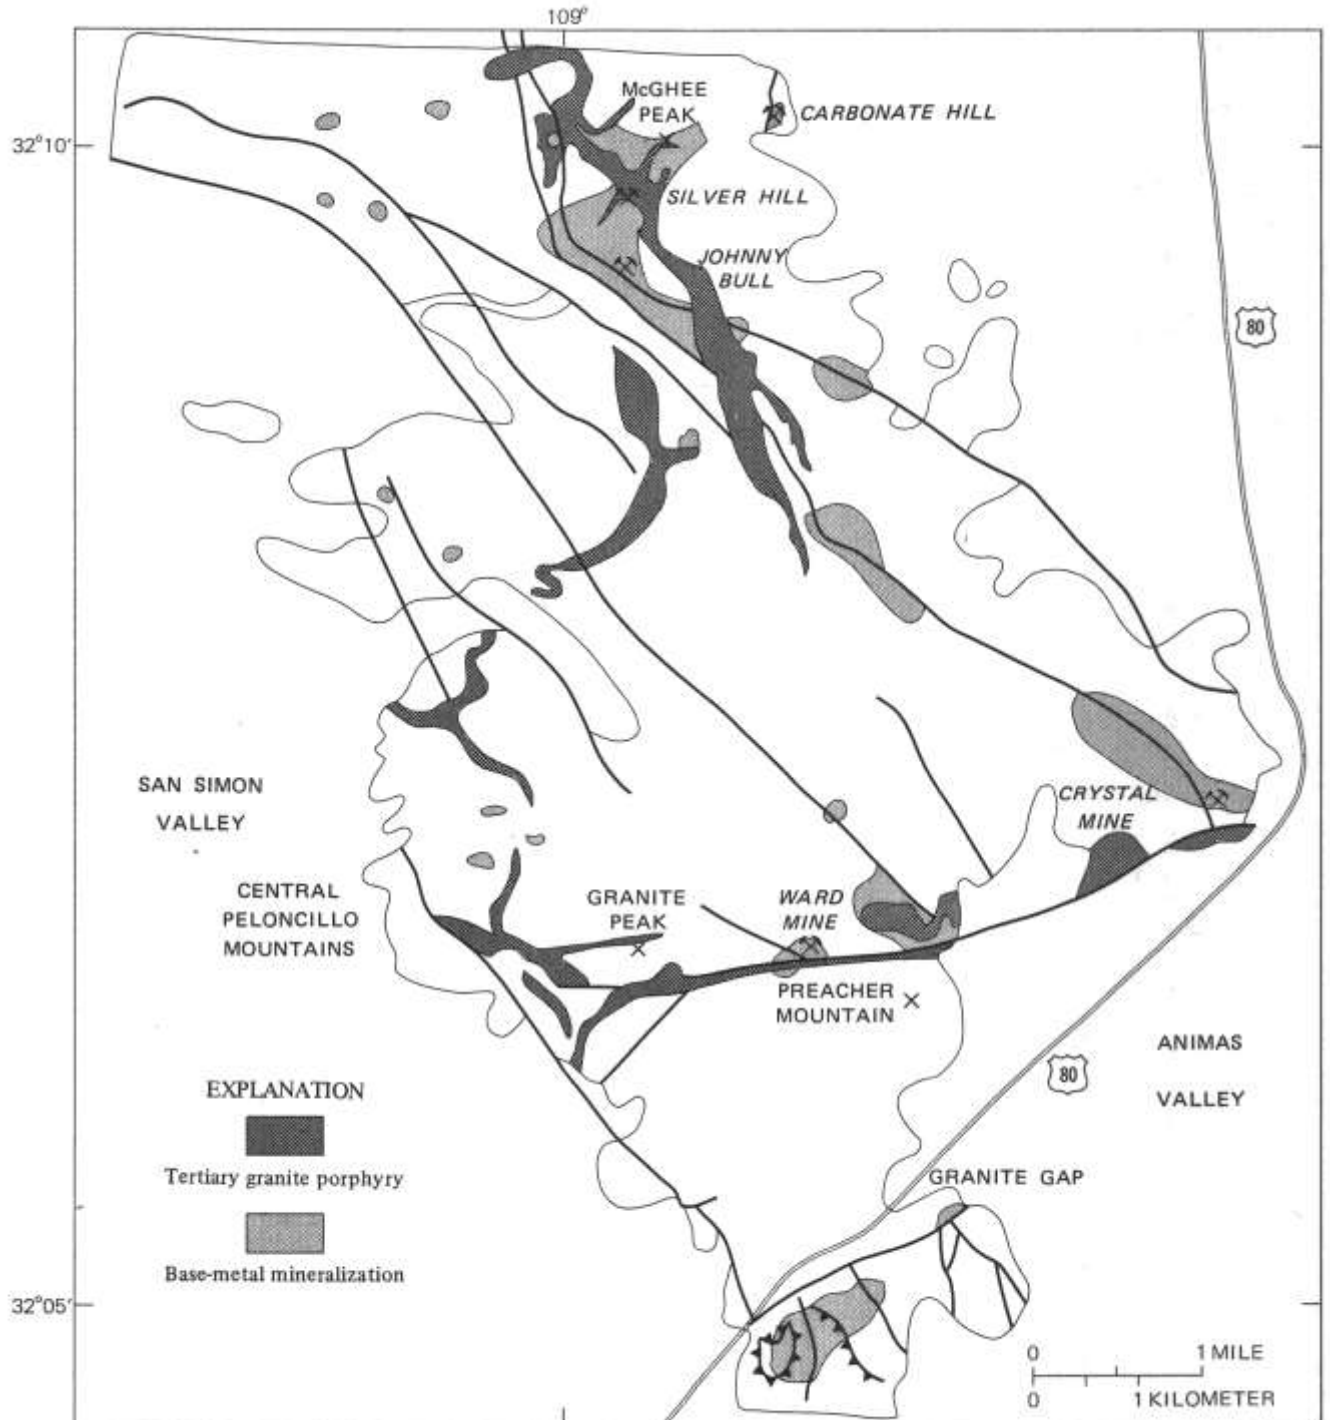 109°
McGHEE
PEAK
CARBONATE HILL
32°10'
SILVER HILL
JOHNNY
BULL
80
SAN SIMON
VALLEY
CRYSTAL
MINE
CENTRAL
PELONCILLO
MOUNTAINS
GRANITE
PEAK
WARD
MINE
PREACHER
MOUNTAIN
ANIMAS
VALLEY
80
EXPLANATION
Tertiary granite porphyry
GRANITE GAP
Base-metal mineralization
32°05'
0 1 MILE
0 1 KILOMETER